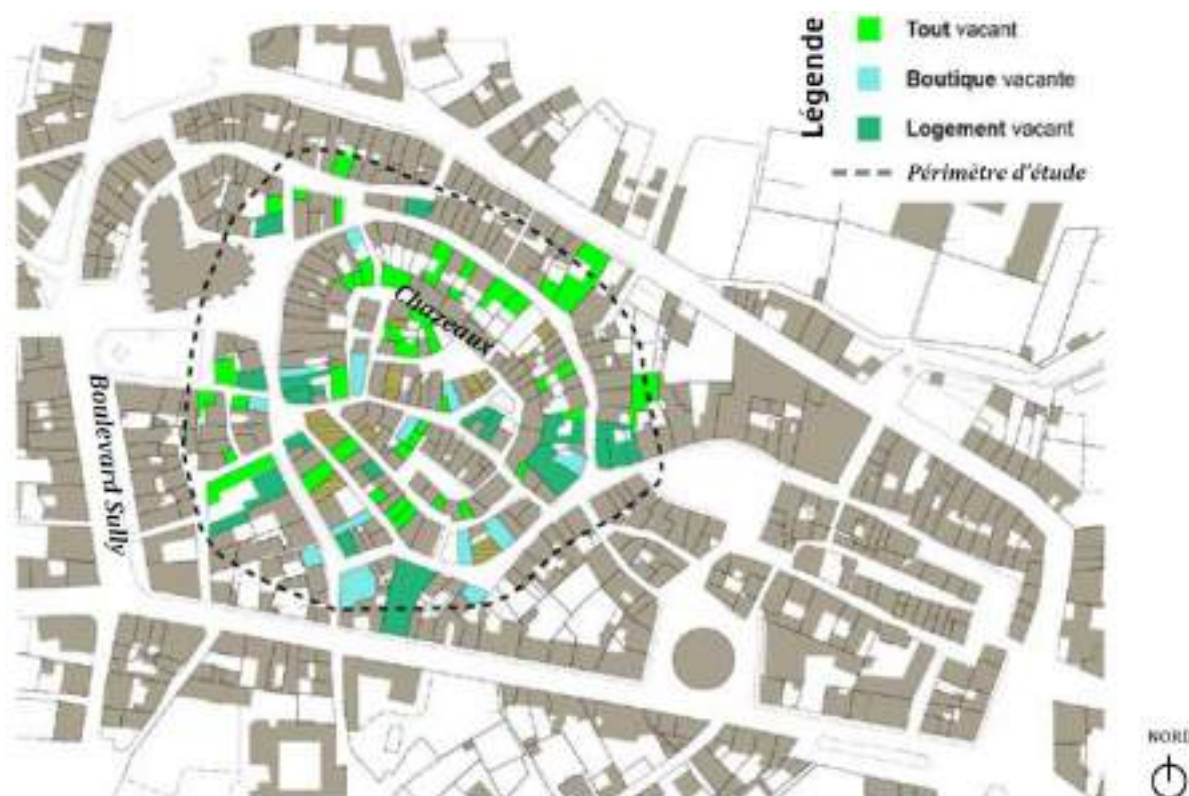 Légende
Tout vacant
Boutique vacante
Logement vacant
Périmètre d'étude
Chazeaux
Boulevard Sully
NORD